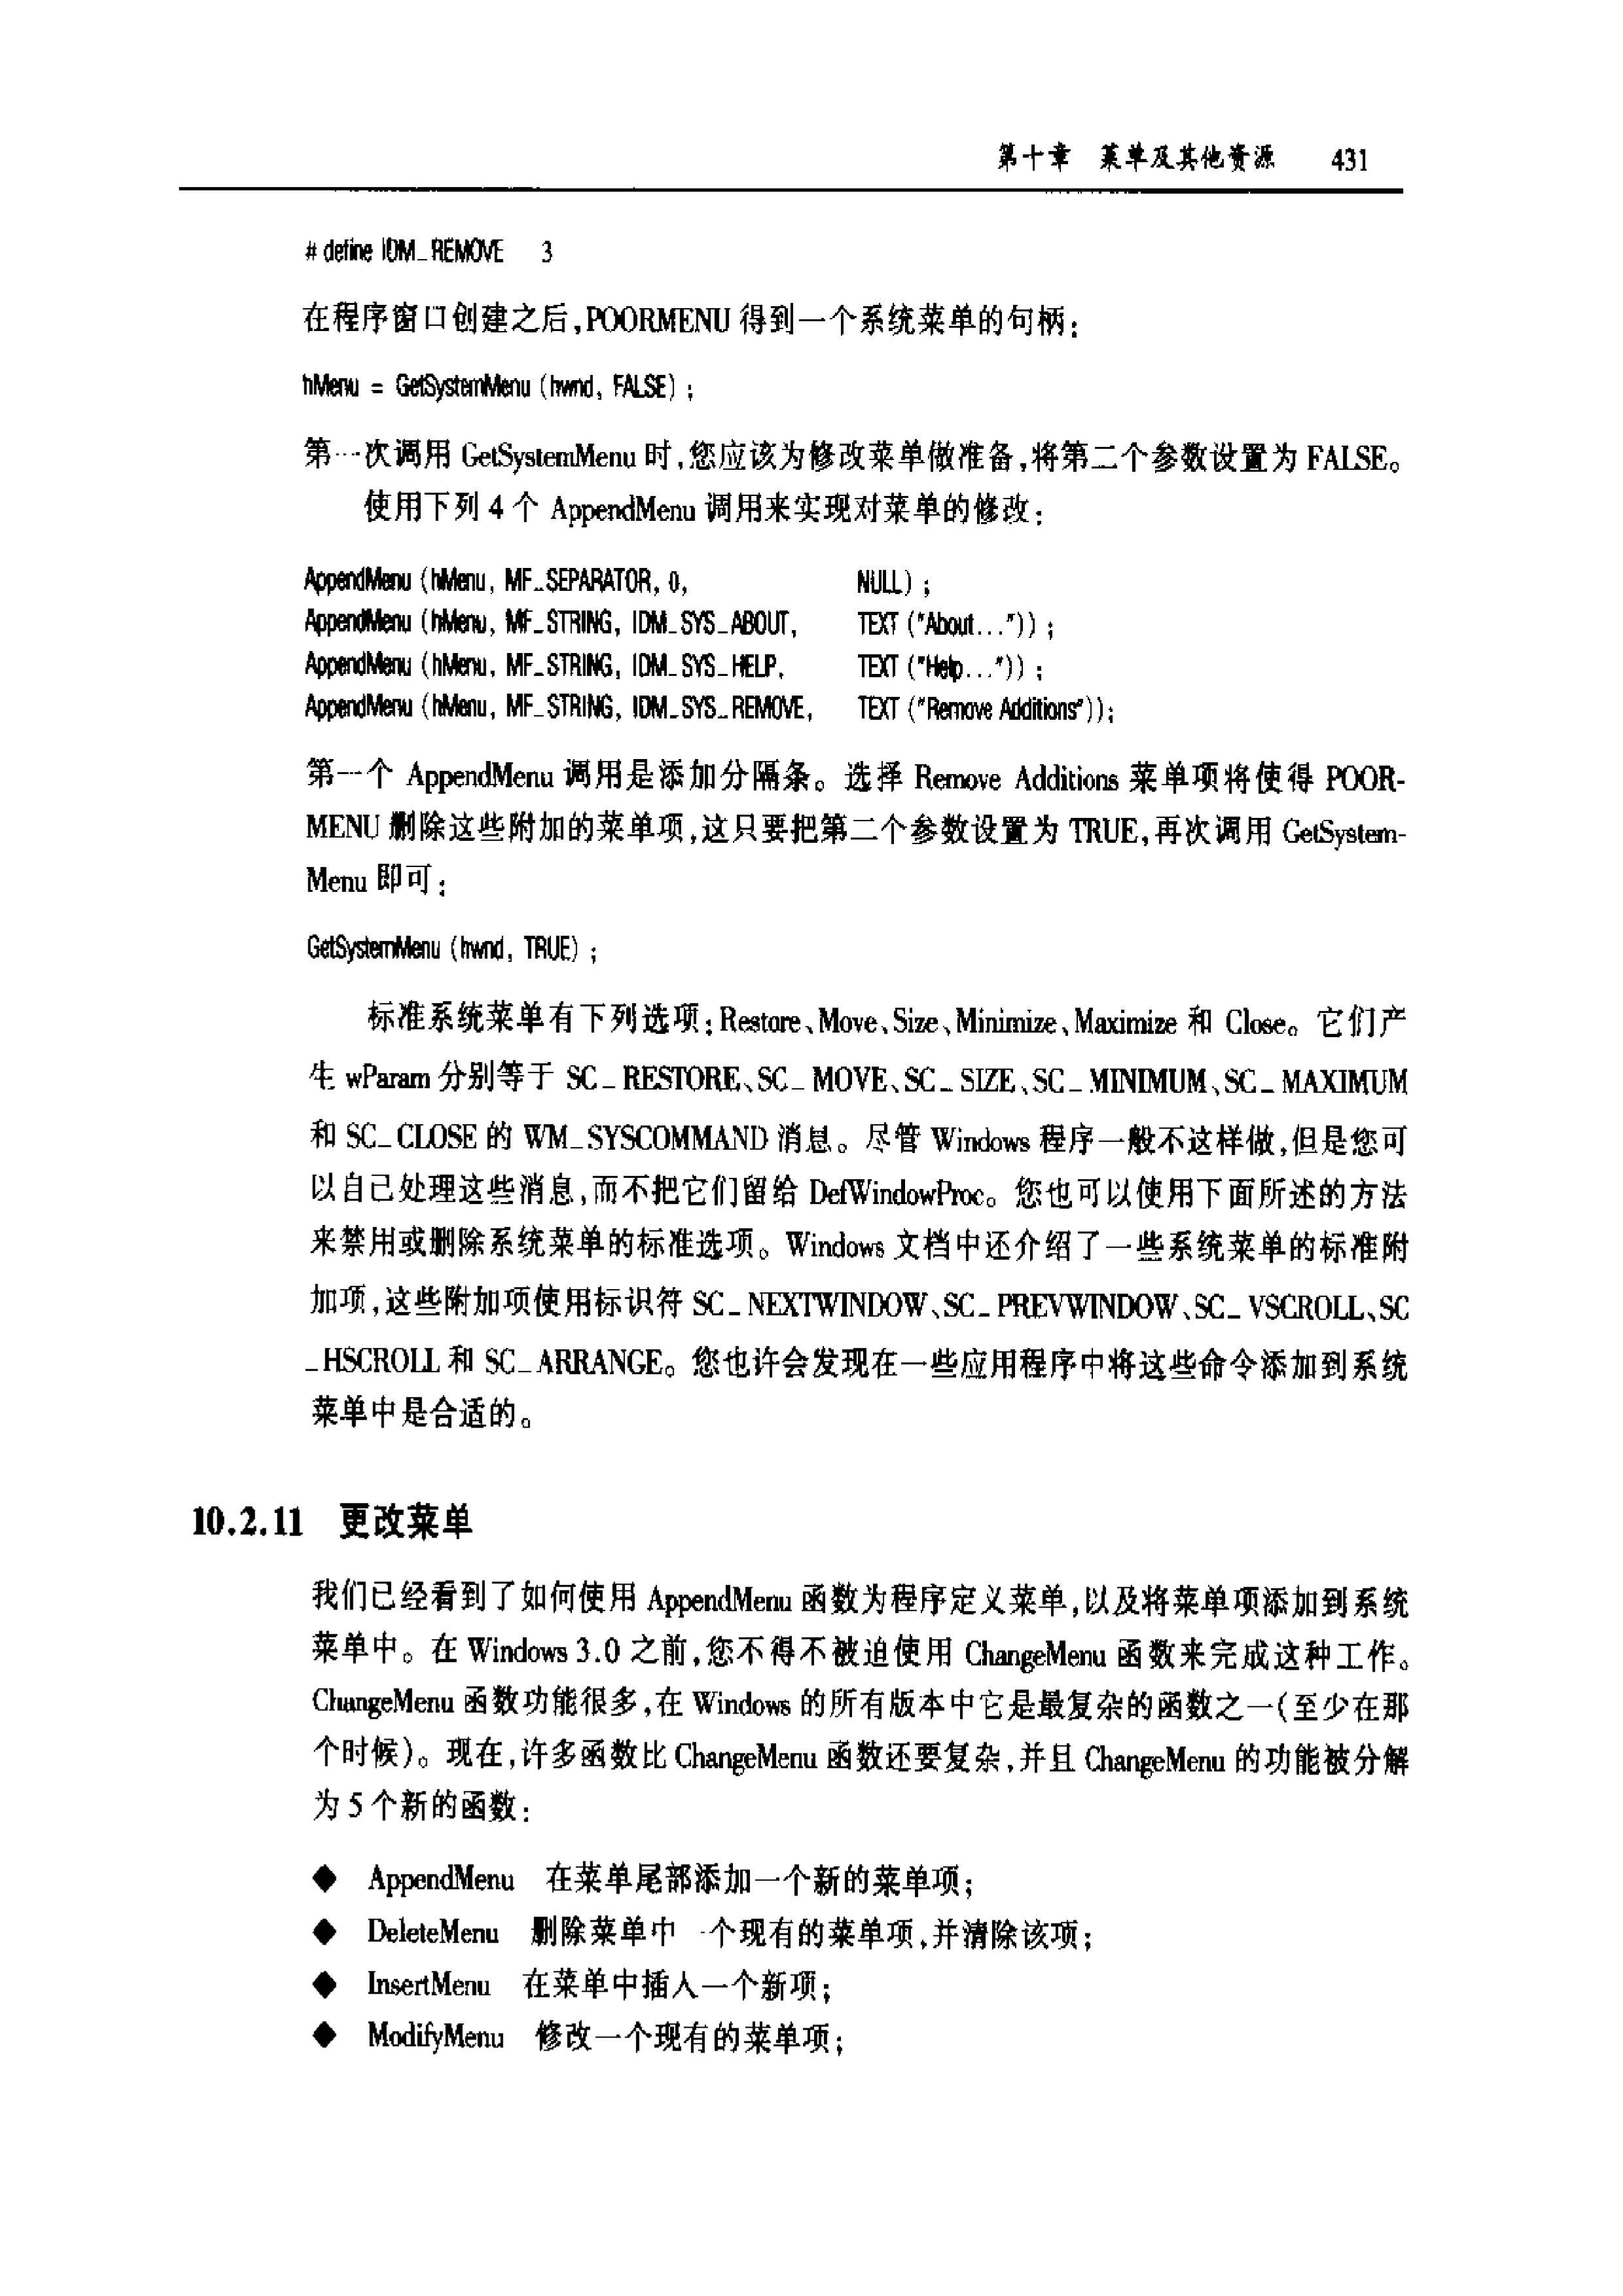 第十章 菜单及其他资源 431
# define IDM_REMOVE 3
在程序窗口创建之后,POORMENU 得到一个系统菜单的句柄:
hMenu = GetSystemMenu (hwnd, FALSE) ;
第一次调用 GetSystemMenu 时,您应该为修改菜单做准备,将第二个参数设置为 FALSE。
使用下列 4 个 AppendMenu 调用来实现对菜单的修改:
AppendMenu (hMenu, MF_SEPARATOR, 0, NULL) ;
AppendMenu (hMenu, MF_STRING, IDM_SYS_ABOUT, TEXT ("About...")) ;
AppendMenu (hMenu, MF_STRING, IDM_SYS_HELP, TEXT ("Help...")) ;
AppendMenu (hMenu, MF_STRING, IDM_SYS_REMOVE, TEXT ("Remove Additions"));
第一个 AppendMenu 调用是添加分隔条。选择 Remove Additions 菜单项将使得 POOR-
MENU 删除这些附加的菜单项,这只要把第二个参数设置为 TRUE,再次调用 GetSystem-
Menu 即可:
GetSystemMenu (hwnd, TRUE) ;
标准系统菜单有下列选项:Restore、Move、Size、Minimize、Maximize 和 Close。它们产
生 wParam 分别等于 SC_RESTORE、SC_MOVE、SC_SIZE、SC_MINIMUM、SC_MAXIMUM
和 SC_CLOSE 的 WM_SYSCOMMAND 消息。尽管 Windows 程序一般不这样做,但是您可
以自己处理这些消息,而不把它们留给 DefWindowProc。您也可以使用下面所述的方法
来禁用或删除系统菜单的标准选项。Windows 文档中还介绍了一些系统菜单的标准附
加项,这些附加项使用标识符 SC_NEXTWINDOW、SC_PREVWINDOW、SC_VSCROLL、SC
_HSCROLL 和 SC_ARRANGE。您也许会发现在一些应用程序中将这些命令添加到系统
菜单中是合适的。
10.2.11 更改菜单
我们已经看到了如何使用 AppendMenu 函数为程序定义菜单,以及将菜单项添加到系统
菜单中。在 Windows 3.0 之前,您不得不被迫使用 ChangeMenu 函数来完成这种工作。
ChangeMenu 函数功能很多,在 Windows 的所有版本中它是最复杂的函数之一(至少在那
个时候)。现在,许多函数比 ChangeMenu 函数还要复杂,并且 ChangeMenu 的功能被分解
为 5 个新的函数:
◆ AppendMenu 在菜单尾部添加一个新的菜单项;
◆ DeleteMenu 删除菜单中一个现有的菜单项,并清除该项;
◆ InsertMenu 在菜单中插入一个新项;
◆ ModifyMenu 修改一个现有的菜单项;